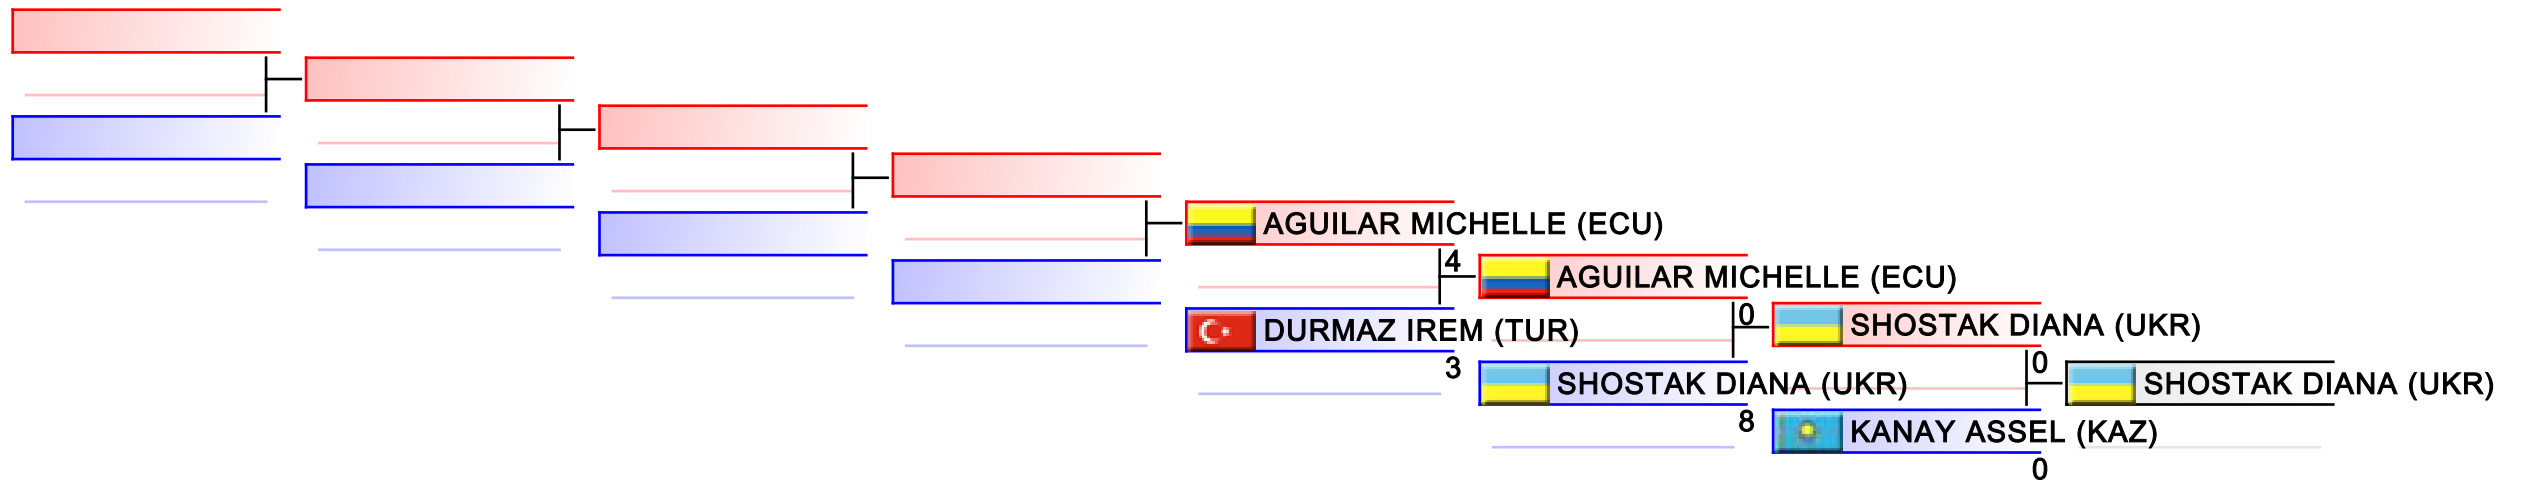 AGUILAR MICHELLE (ECU)
4
AGUILAR MICHELLE (ECU)
DURMAZ IREM (TUR)
3
0
SHOSTAK DIANA (UKR)
SHOSTAK DIANA (UKR)
8
0
SHOSTAK DIANA (UKR)
KANAY ASSEL (KAZ)
0